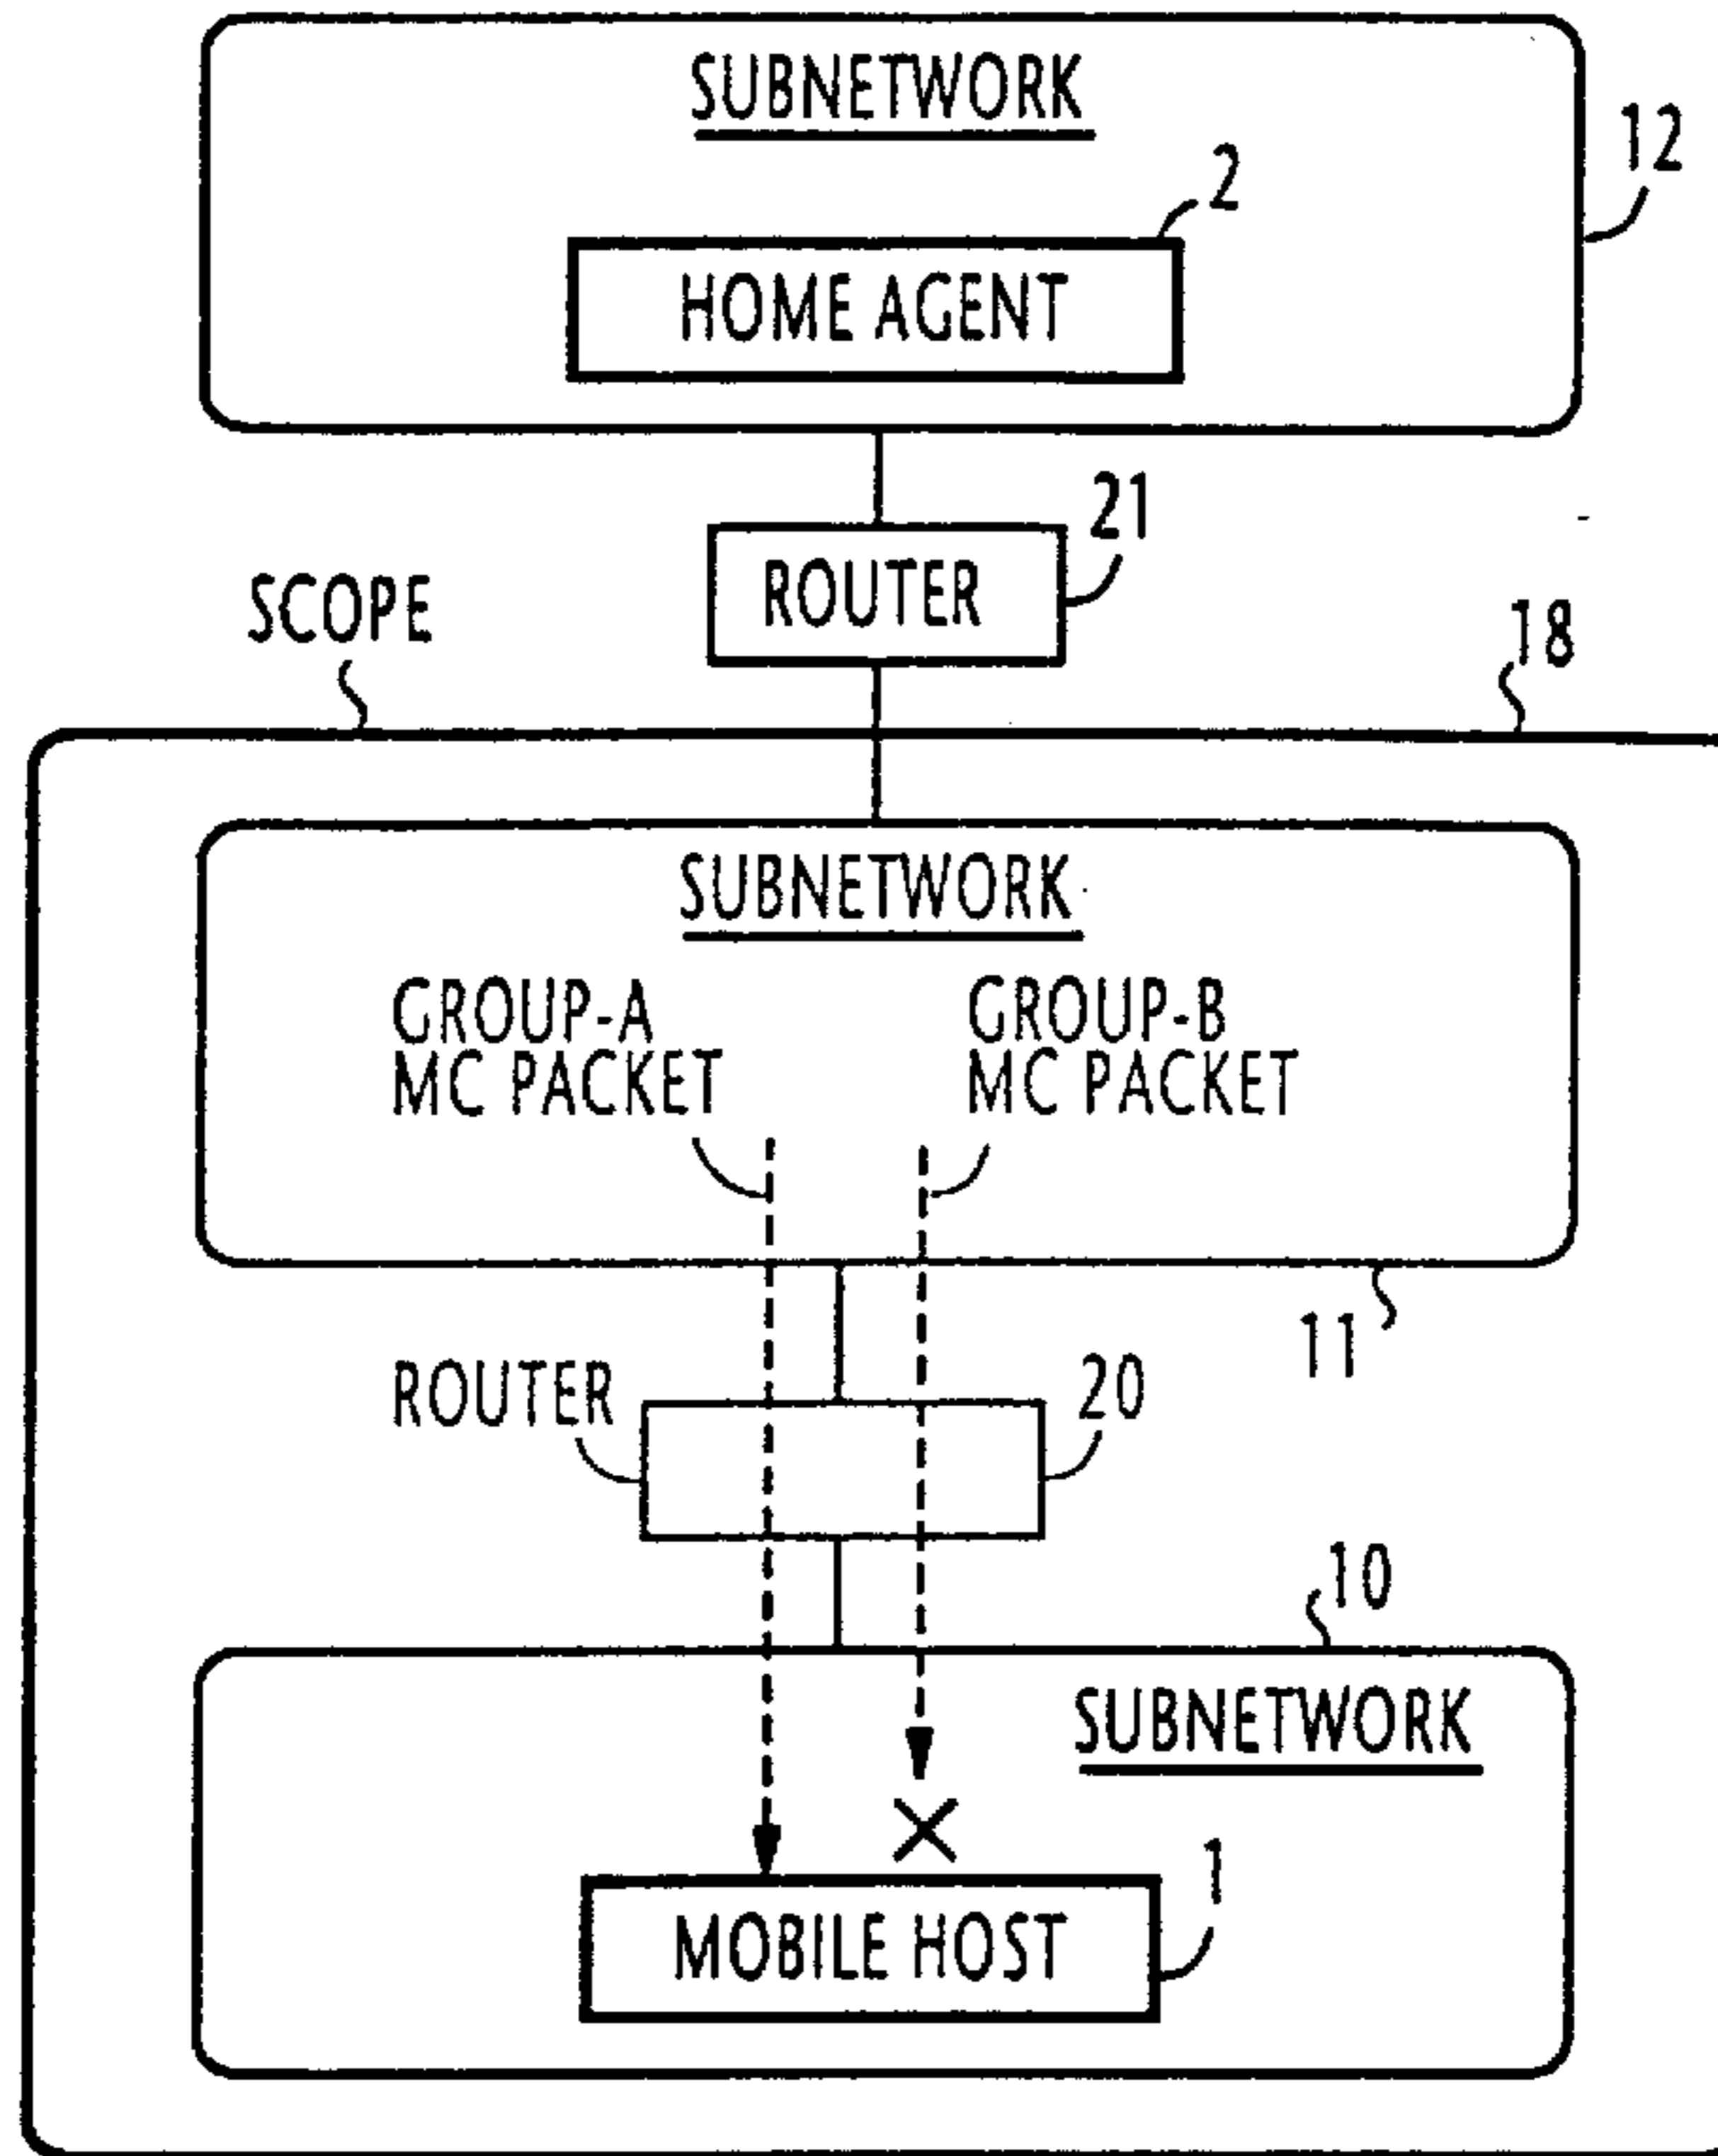 SUBNETWORK
12
2
HOME AGENT
21
ROUTER
SCOPE
18
SUBNETWORK
GROUP-A
MC PACKET
GROUP-B
MC PACKET
11
ROUTER
20
10
SUBNETWORK
1
MOBILE HOST